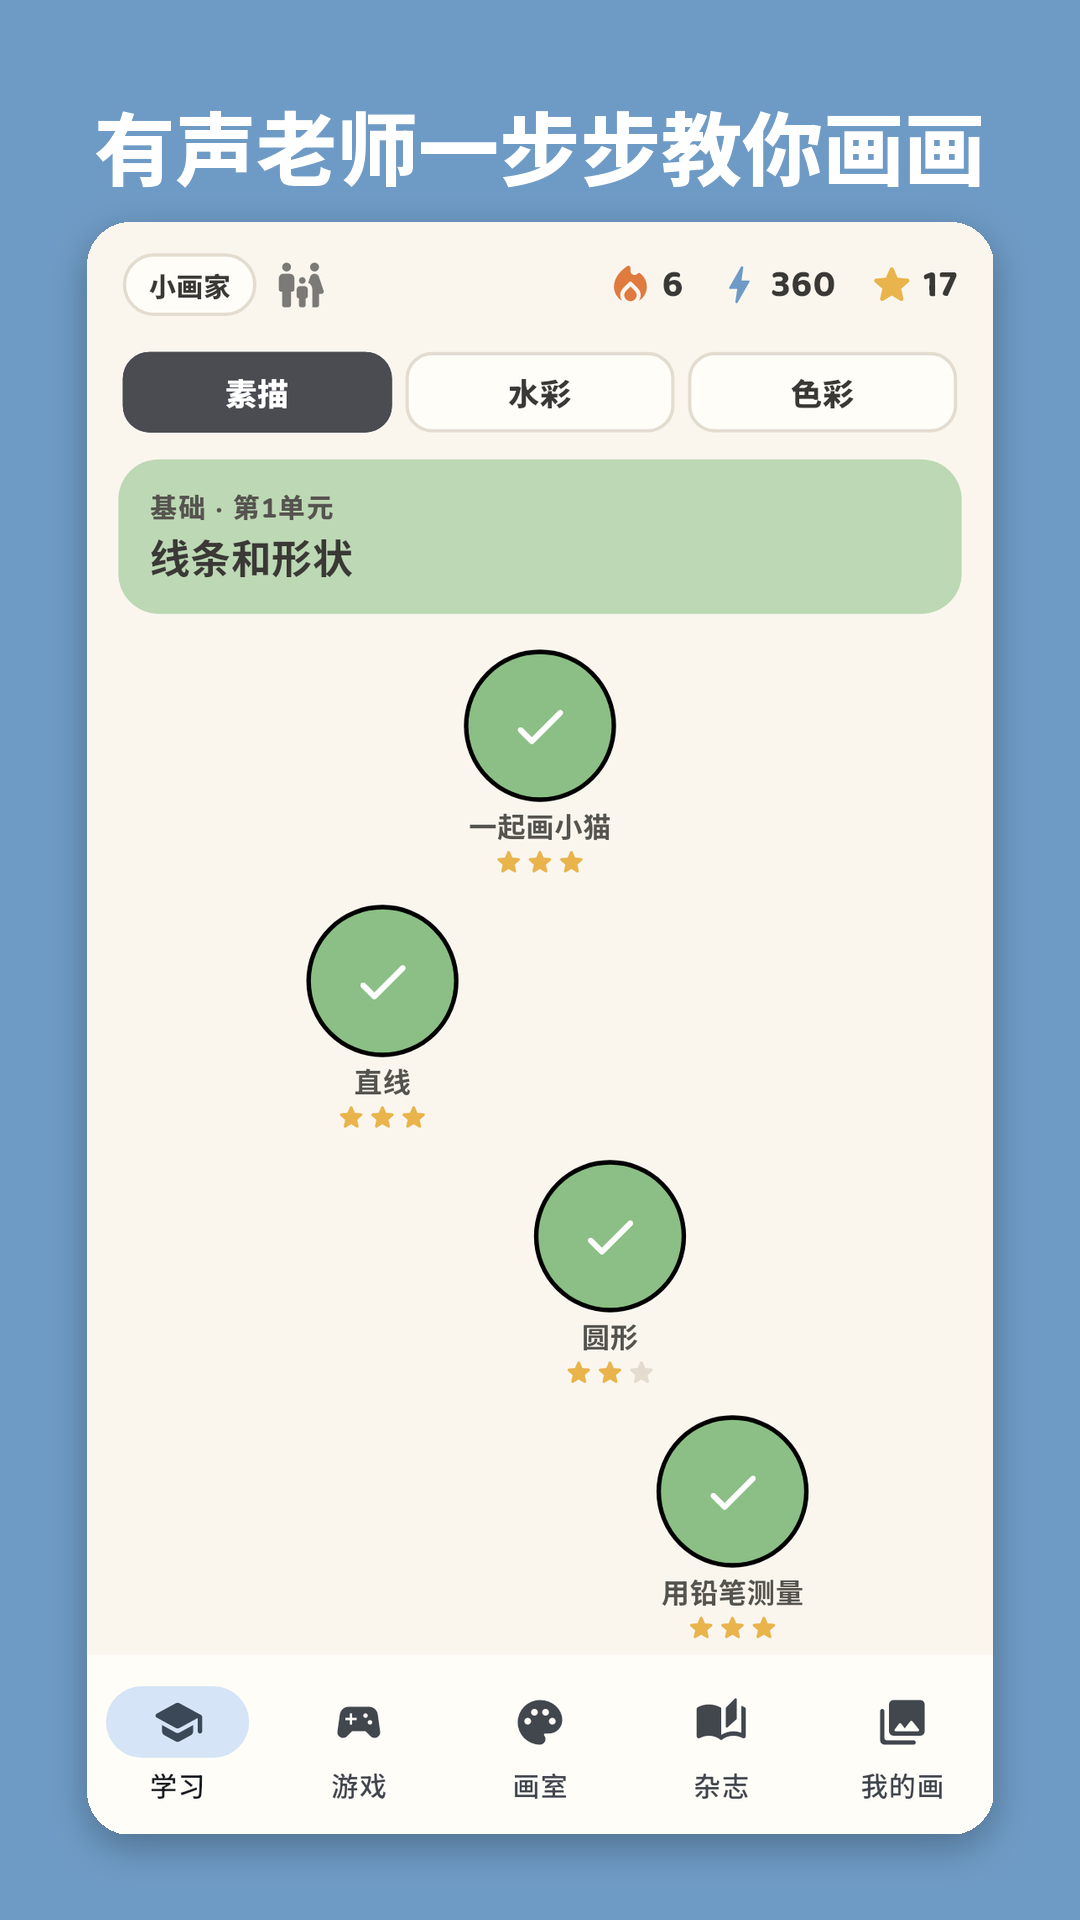 有声老师一步步教你画画
小画家 6 360 17
素描 水彩 色彩
基础 · 第1单元
线条和形状
一起画小猫
直线
圆形
用铅笔测量
学习 游戏 画室 杂志 我的画